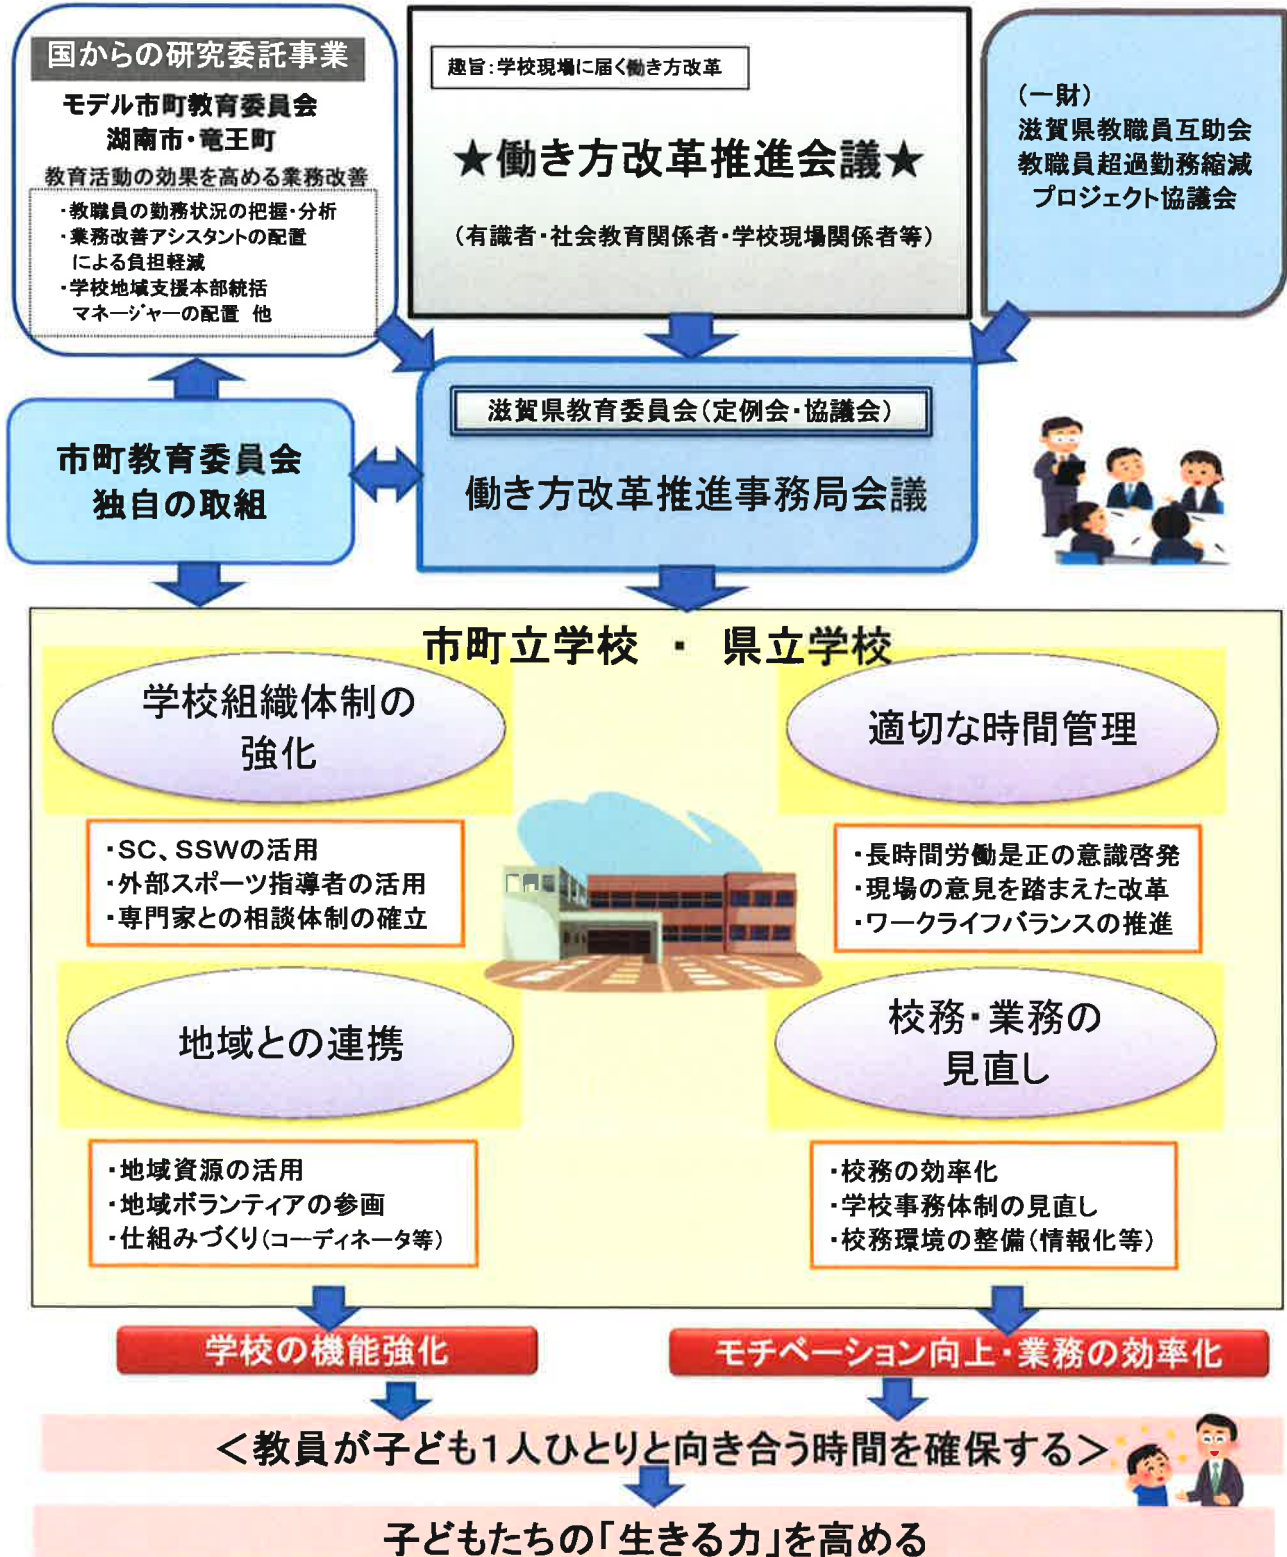 国からの研究委託事業
モデル市町教育委員会
湖南市・竜王町
教育活動の効果を高める業務改善
・教職員の勤務状況の把握・分析
・業務改善アシスタントの配置
による負担軽減
・学校地域支援本部統括
マネージャーの配置 他
趣旨：学校現場に届く働き方改革
★働き方改革推進会議★
（有識者・社会教育関係者・学校現場関係者等）
（一財）
滋賀県教職員互助会
教職員超過勤務縮減
プロジェクト協議会
市町教育委員会
独自の取組
滋賀県教育委員会（定例会・協議会）
働き方改革推進事務局会議
市町立学校 ・ 県立学校
学校組織体制の
強化
・SC、SSWの活用
・外部スポーツ指導者の活用
・専門家との相談体制の確立
適切な時間管理
・長時間労働是正の意識啓発
・現場の意見を踏まえた改革
・ワークライフバランスの推進
地域との連携
・地域資源の活用
・地域ボランティアの参画
・仕組みづくり（コーディネータ等）
校務・業務の
見直し
・校務の効率化
・学校事務体制の見直し
・校務環境の整備（情報化等）
学校の機能強化
モチベーション向上・業務の効率化
＜教員が子ども１人ひとりと向き合う時間を確保する＞
子どもたちの「生きる力」を高める